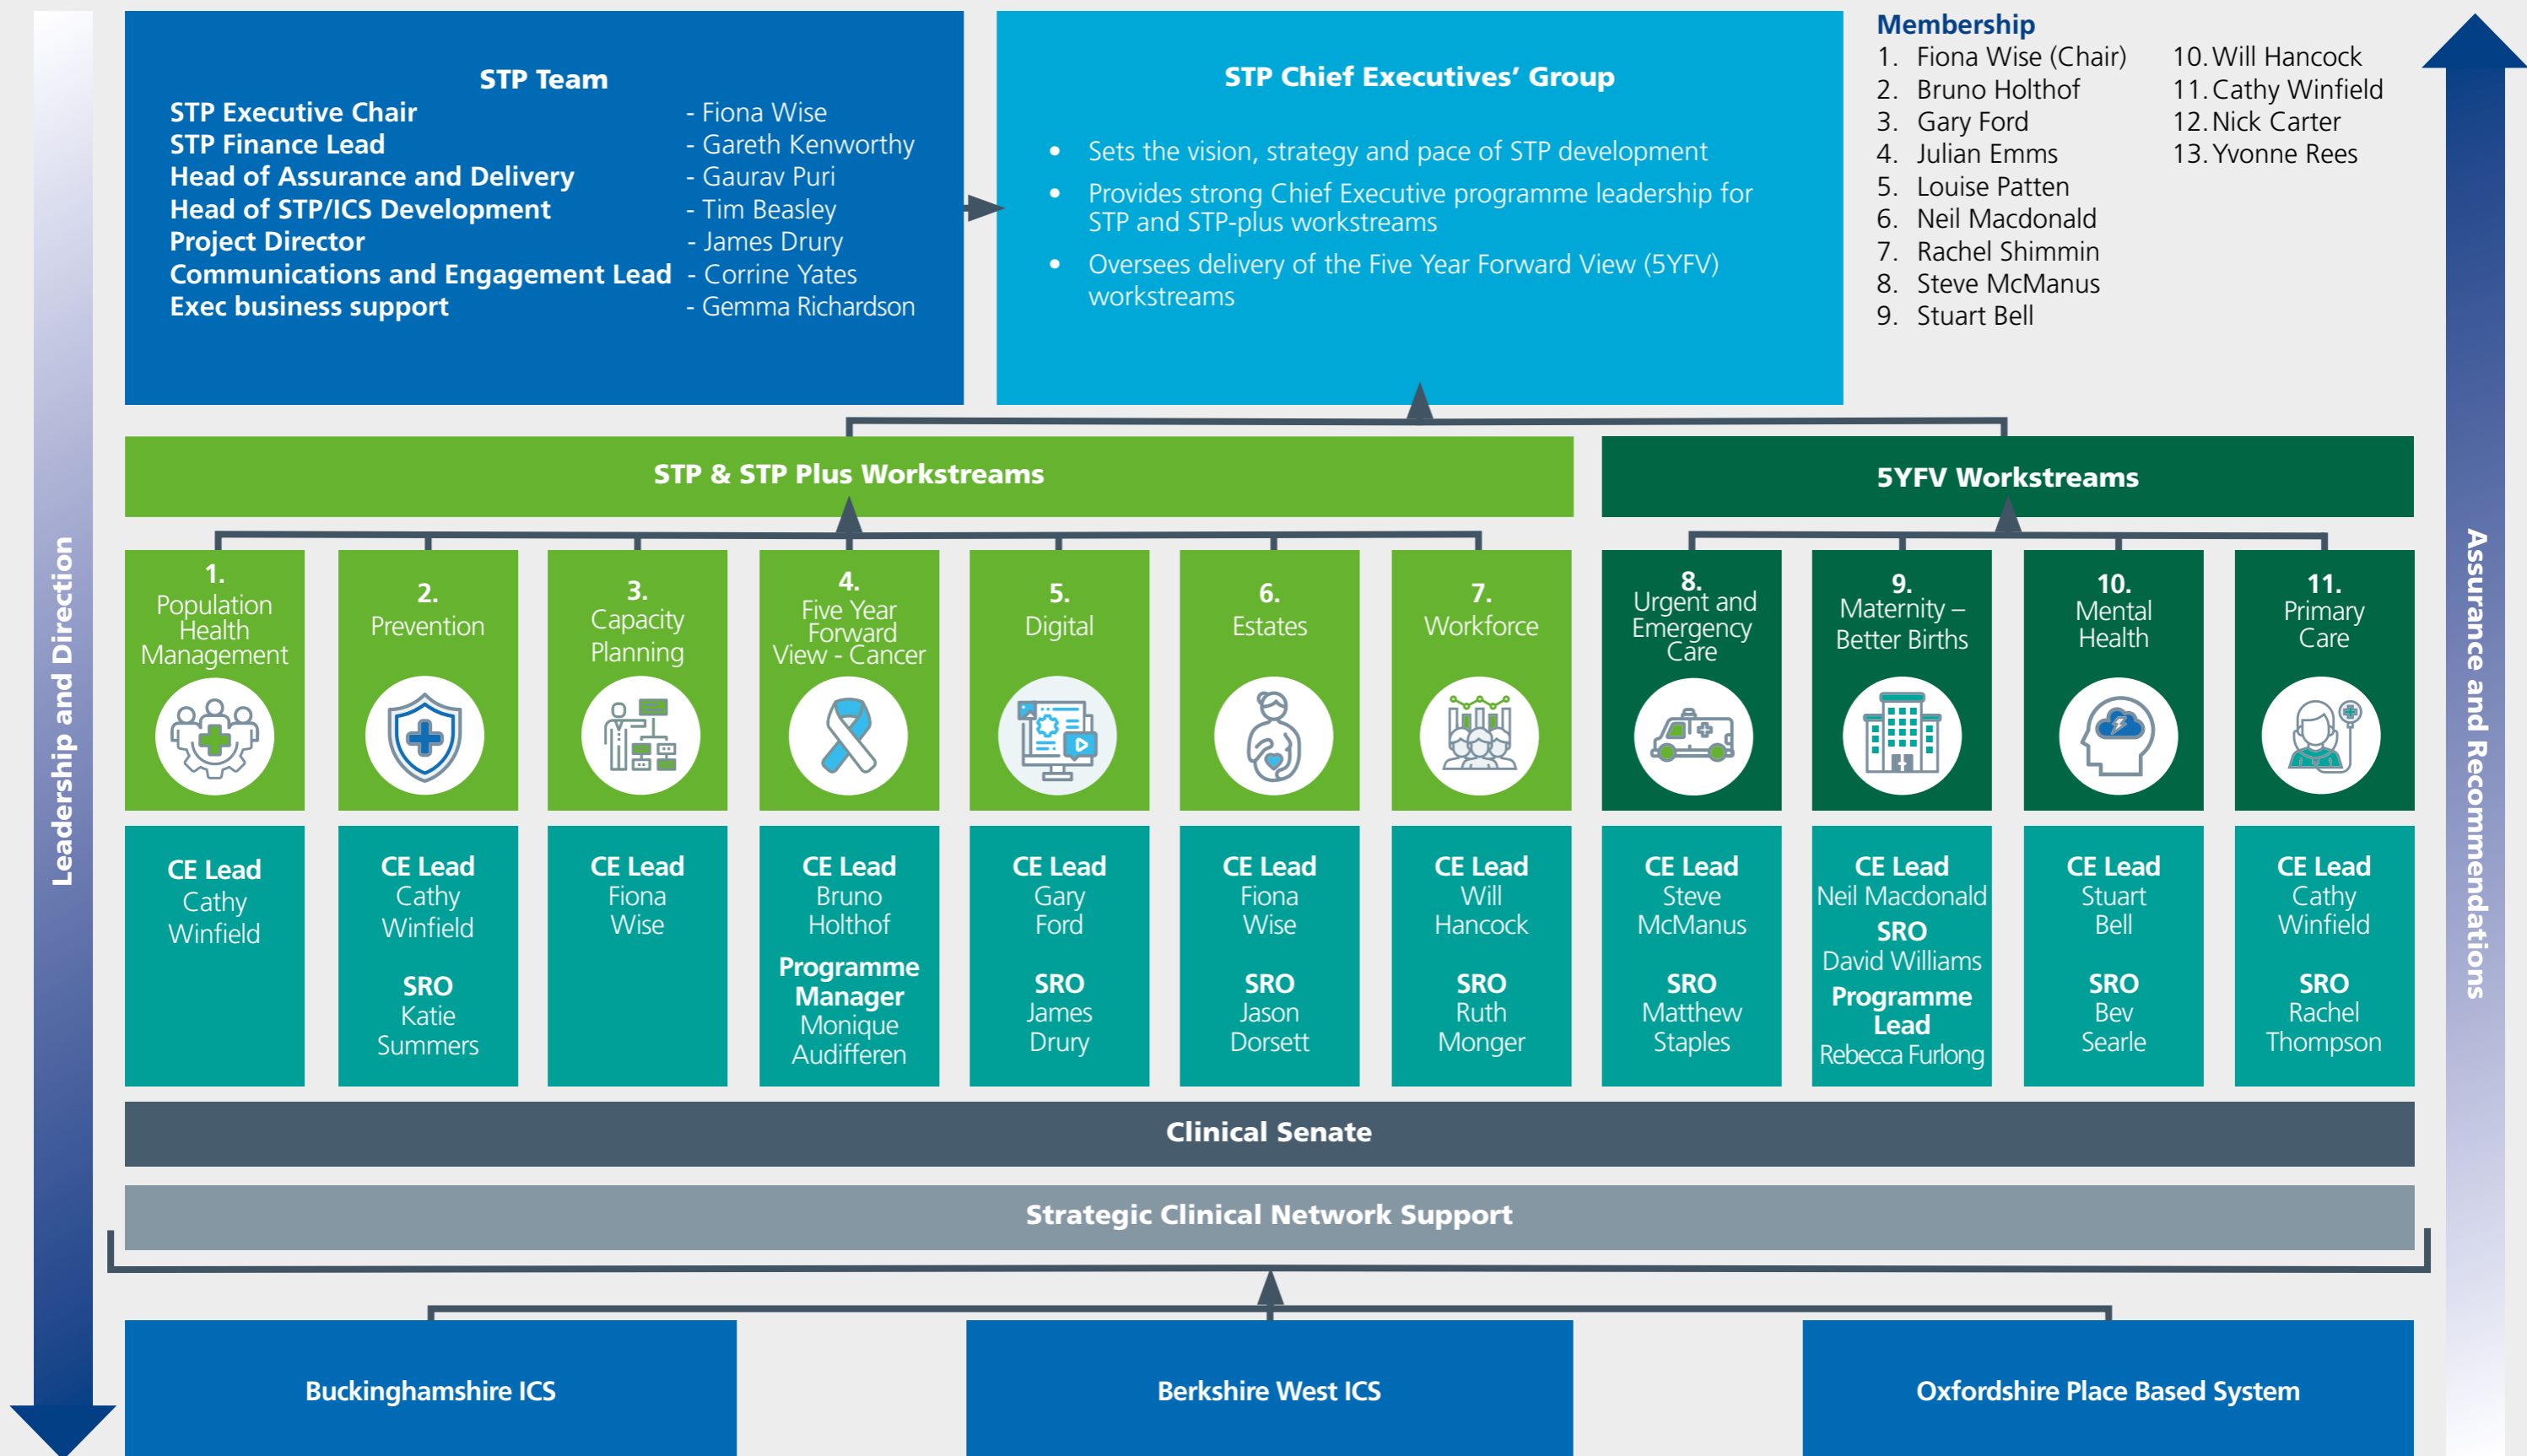 STP Team
STP Executive Chair - Fiona Wise
STP Finance Lead - Gareth Kenworthy
Head of Assurance and Delivery - Gaurav Puri
Head of STP/ICS Development - Tim Beasley
Project Director - James Drury
Communications and Engagement Lead - Corrine Yates
Exec business support - Gemma Richardson
STP Chief Executives’ Group
• Sets the vision, strategy and pace of STP development
• Provides strong Chief Executive programme leadership for
STP and STP-plus workstreams
• Oversees delivery of the Five Year Forward View (5YFV)
workstreams
Membership
1. Fiona Wise (Chair)
2. Bruno Holthof
3. Gary Ford
4. Julian Emms
5. Louise Patten
6. Neil Macdonald
7. Rachel Shimmin
8. Steve McManus
9. Stuart Bell
10. Will Hancock
11. Cathy Winfield
12. Nick Carter
13. Yvonne Rees
Leadership and Direction
Assurance and Recommendations
STP & STP Plus Workstreams
5YFV Workstreams
1.
Population
Health
Management
2.
Prevention
3.
Capacity
Planning
4.
Five Year
Forward
View - Cancer
5.
Digital
6.
Estates
7.
Workforce
8.
Urgent and
Emergency
Care
9.
Maternity –
Better Births
10.
Mental
Health
11.
Primary
Care
CE Lead
Cathy
Winfield
CE Lead
Cathy
Winfield
SRO
Katie
Summers
CE Lead
Fiona
Wise
CE Lead
Bruno
Holthof
Programme
Manager
Monique
Audifferen
CE Lead
Gary
Ford
SRO
James
Drury
CE Lead
Fiona
Wise
SRO
Jason
Dorsett
CE Lead
Will
Hancock
SRO
Ruth
Monger
CE Lead
Steve
McManus
SRO
Matthew
Staples
CE Lead
Neil Macdonald
SRO
David Williams
Programme
Lead
Rebecca Furlong
CE Lead
Stuart
Bell
SRO
Bev
Searle
CE Lead
Cathy
Winfield
SRO
Rachel
Thompson
Clinical Senate
Strategic Clinical Network Support
Buckinghamshire ICS
Berkshire West ICS
Oxfordshire Place Based System